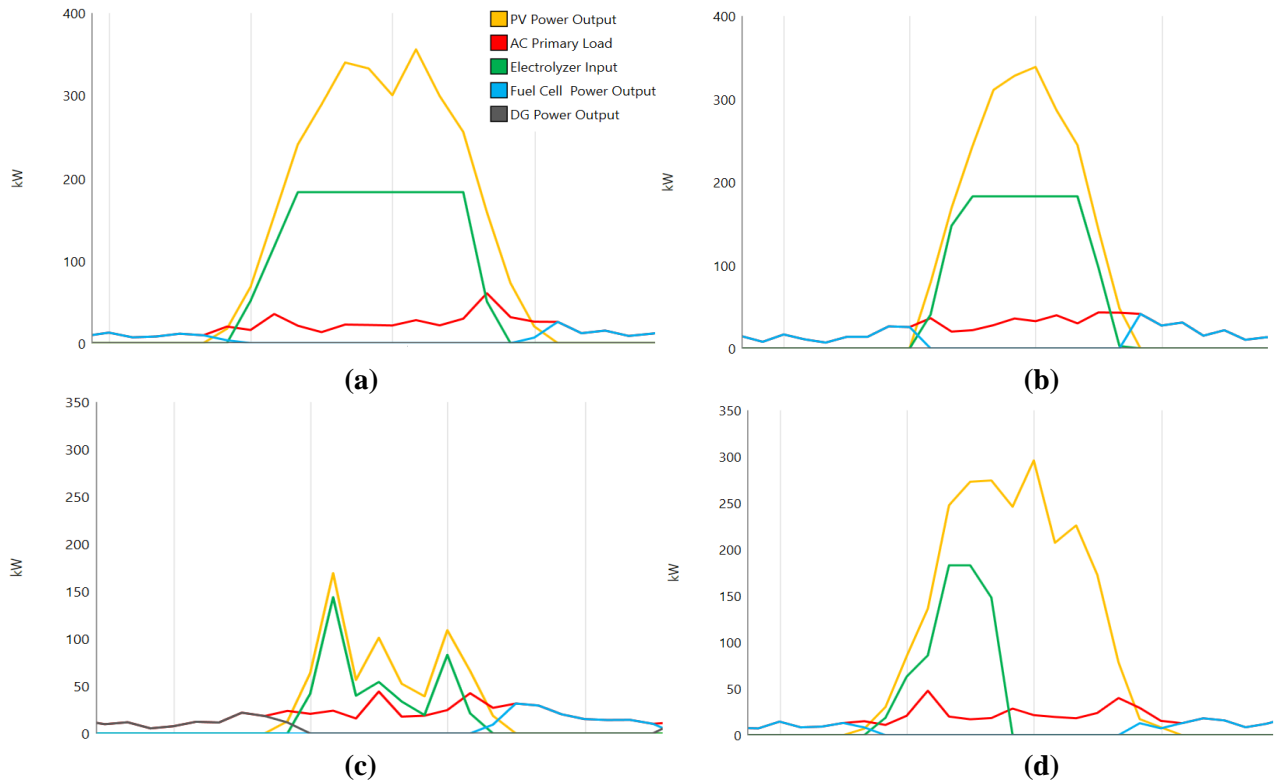 400
300
200
100
0
kW
PV Power Output
AC Primary Load
Electrolyzer Input
Fuel Cell Power Output
DG Power Output
(a)
400
300
200
100
0
kW
(b)
350
300
250
200
150
100
50
0
kW
(c)
350
300
250
200
150
100
50
0
kW
(d)